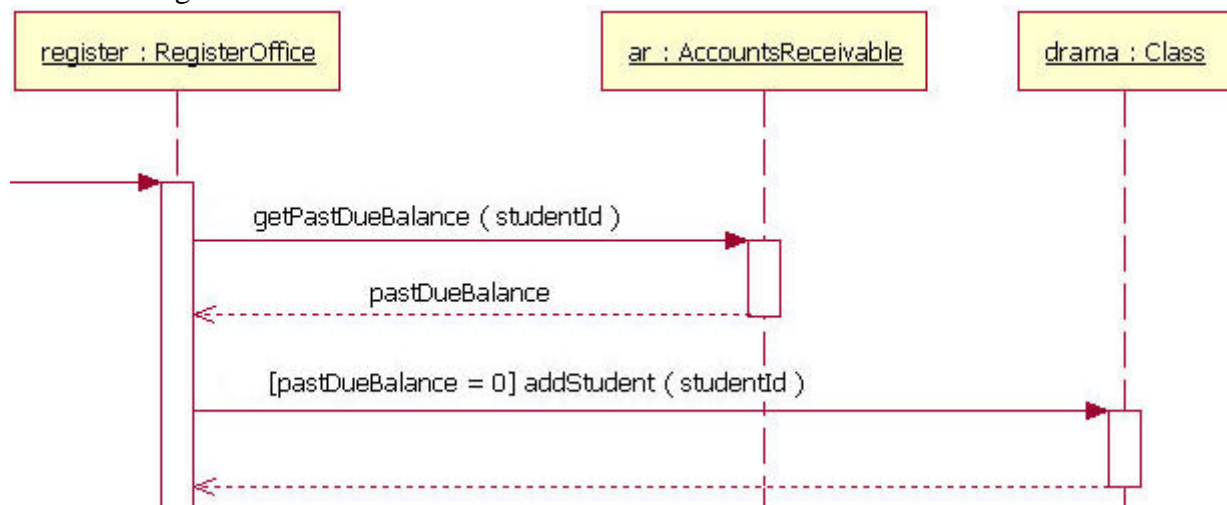 register : RegisterOffice
ar : AccountsReceivable
drama : Class
getPastDueBalance ( studentId )
pastDueBalance
[pastDueBalance = 0] addStudent ( studentId )